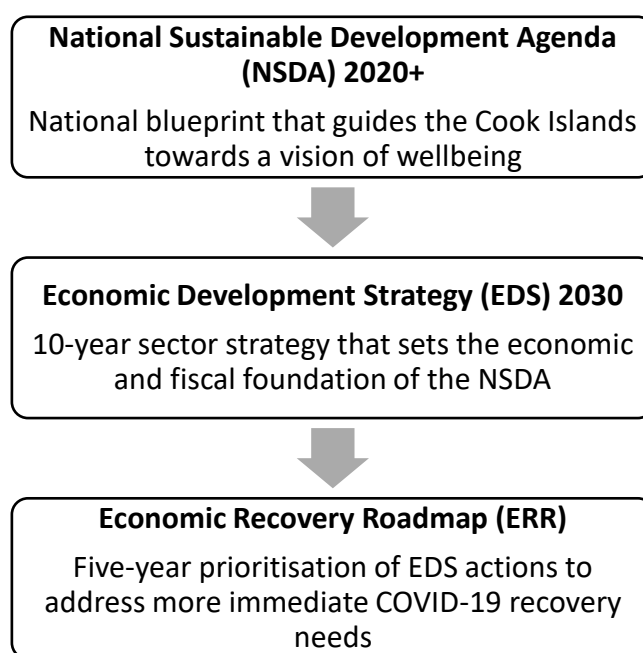 National Sustainable Development Agenda
(NSDA) 2020+
National blueprint that guides the Cook Islands
towards a vision of wellbeing
Economic Development Strategy (EDS) 2030
10-year sector strategy that sets the economic
and fiscal foundation of the NSDA
Economic Recovery Roadmap (ERR)
Five-year prioritisation of EDS actions to
address more immediate COVID-19 recovery
needs